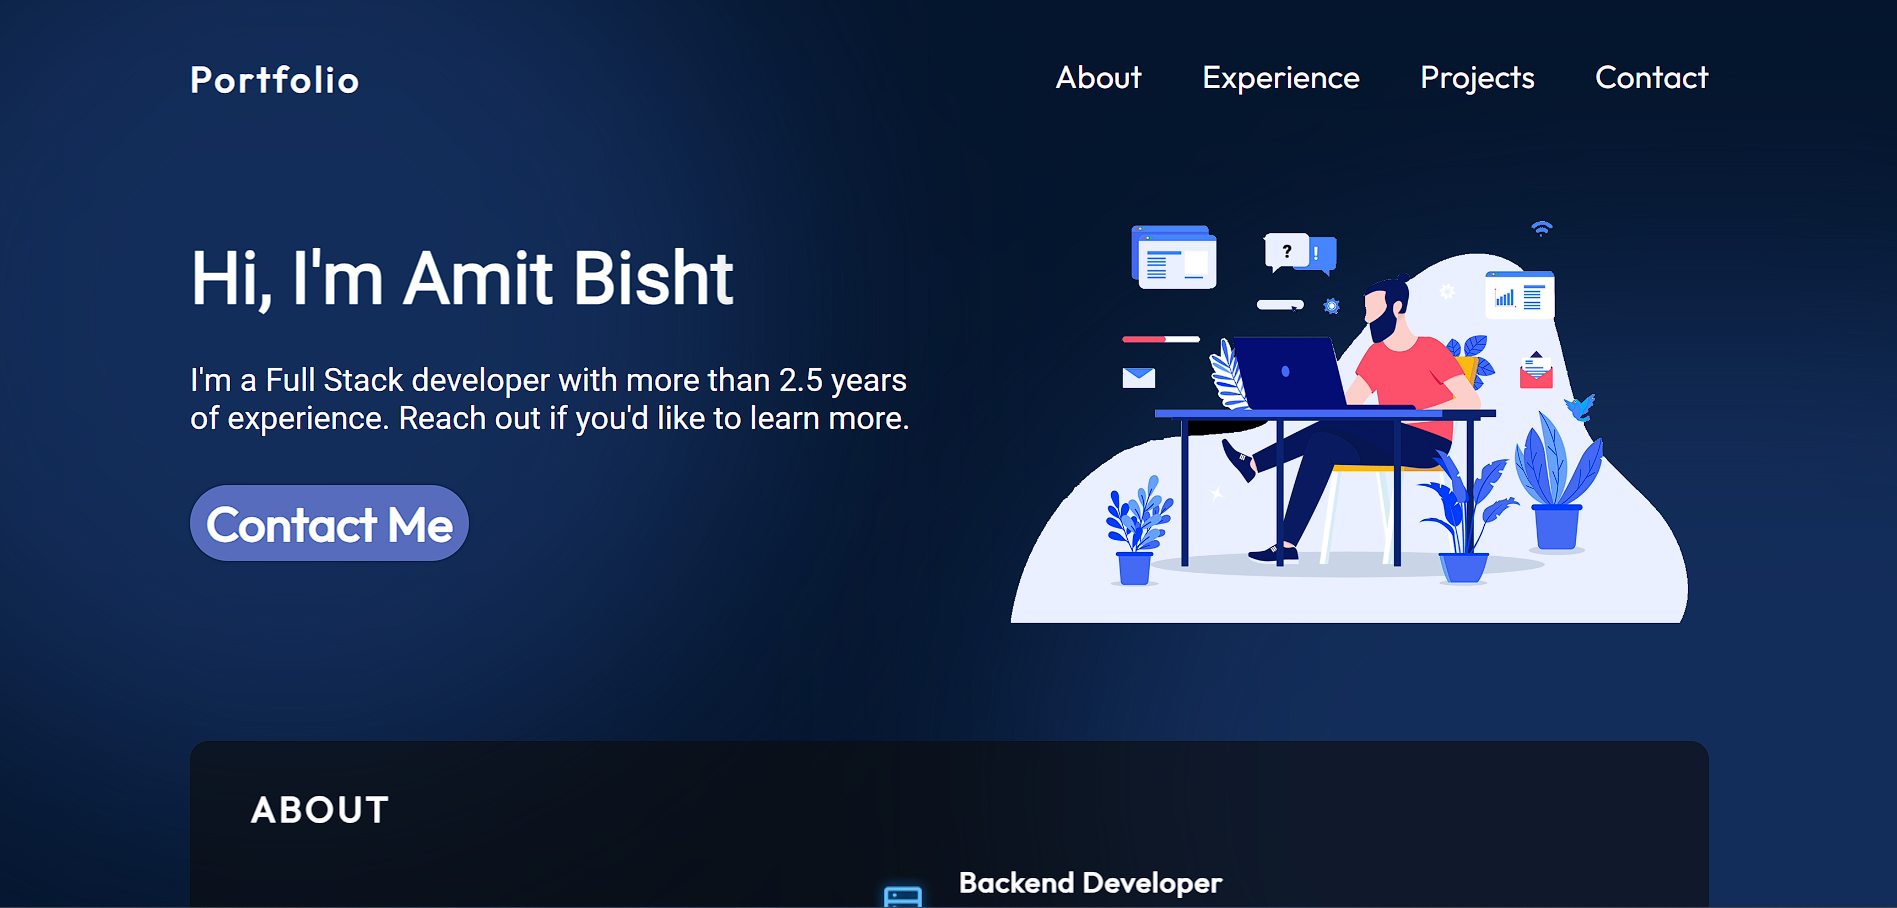 Portfolio
About Experience Projects Contact
Hi, I'm Amit Bisht
I'm a Full Stack developer with more than 2.5 years
of experience. Reach out if you'd like to learn more.
Contact Me
? !
ABOUT
Backend Developer